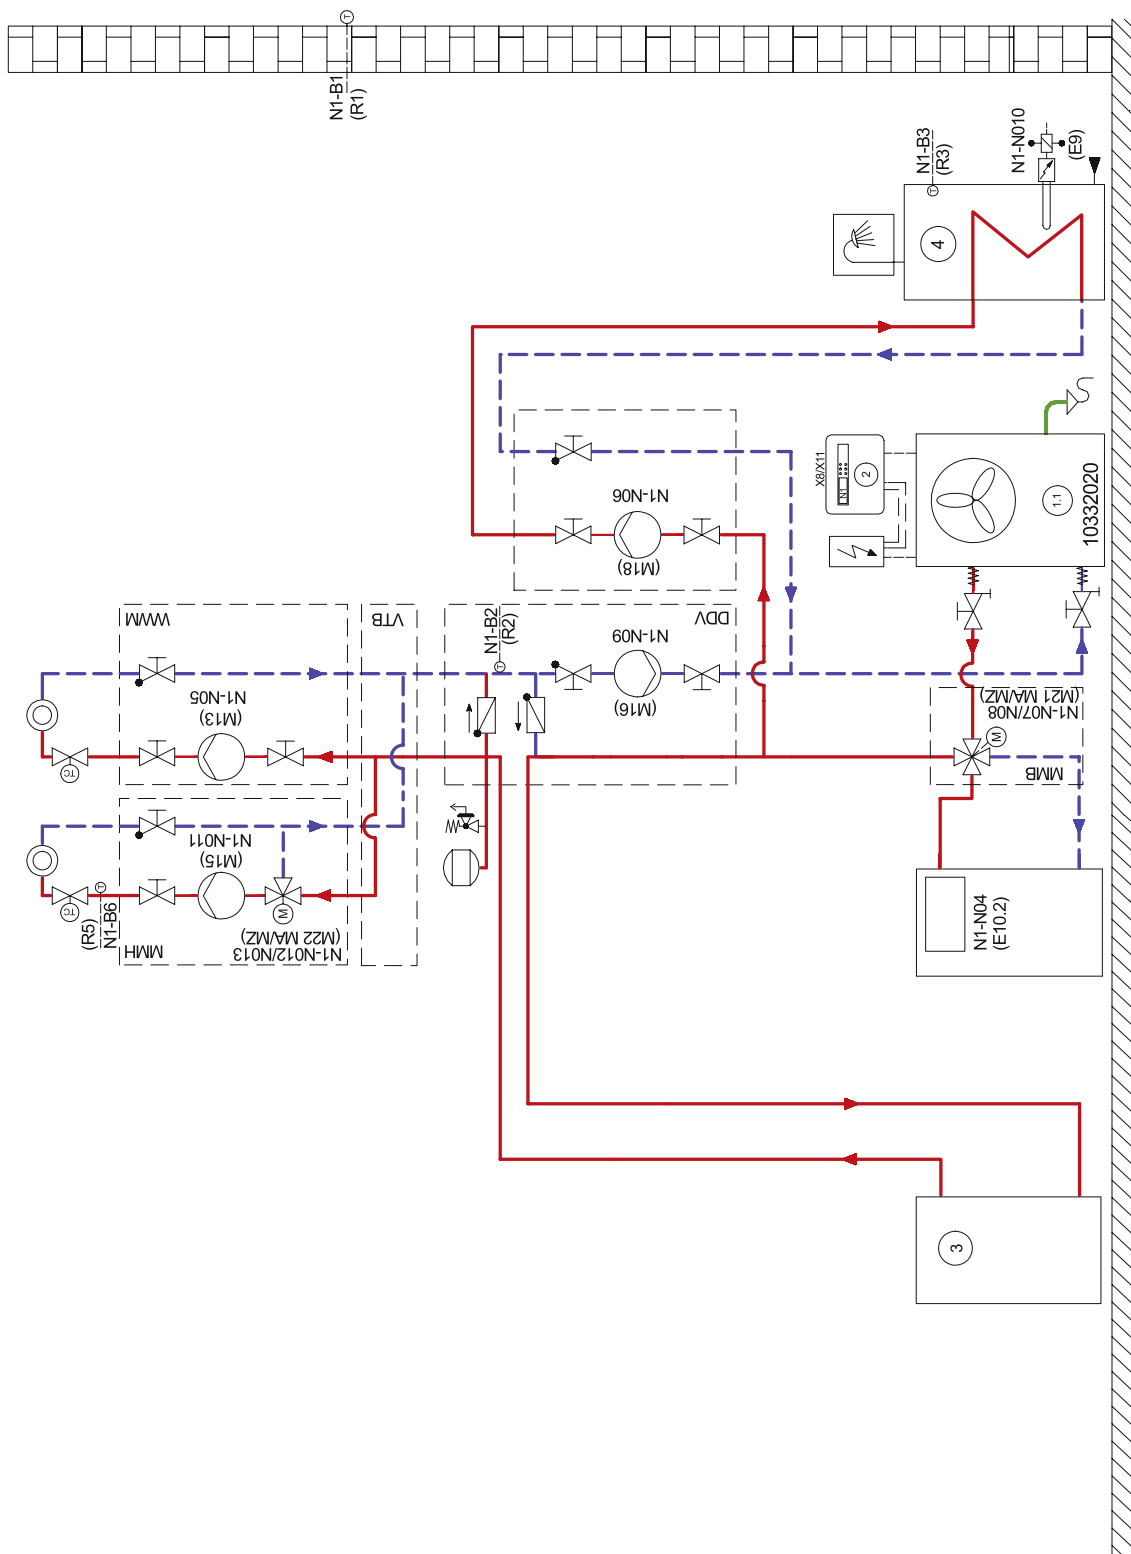 N1-B1
(R1)
N1-B3
(R3)
N1-N010
(E9)
4
X8/X11
N1
2
1.1
10332020
N1-N06
(M18)
WWM
N1-N05
(M13)
VTB
N1-B2
(R2)
DDV
N1-N09
(M16)
N1-N07/N08
(M21 MA/MZ)
M
MMB
MMH
N1-N011
(M15)
M
N1-N012/N013
(M22 MA/MZ)
(R5)
N1-B6
T
T
T
T
TC
TC
N1-N04
(E10.2)
3